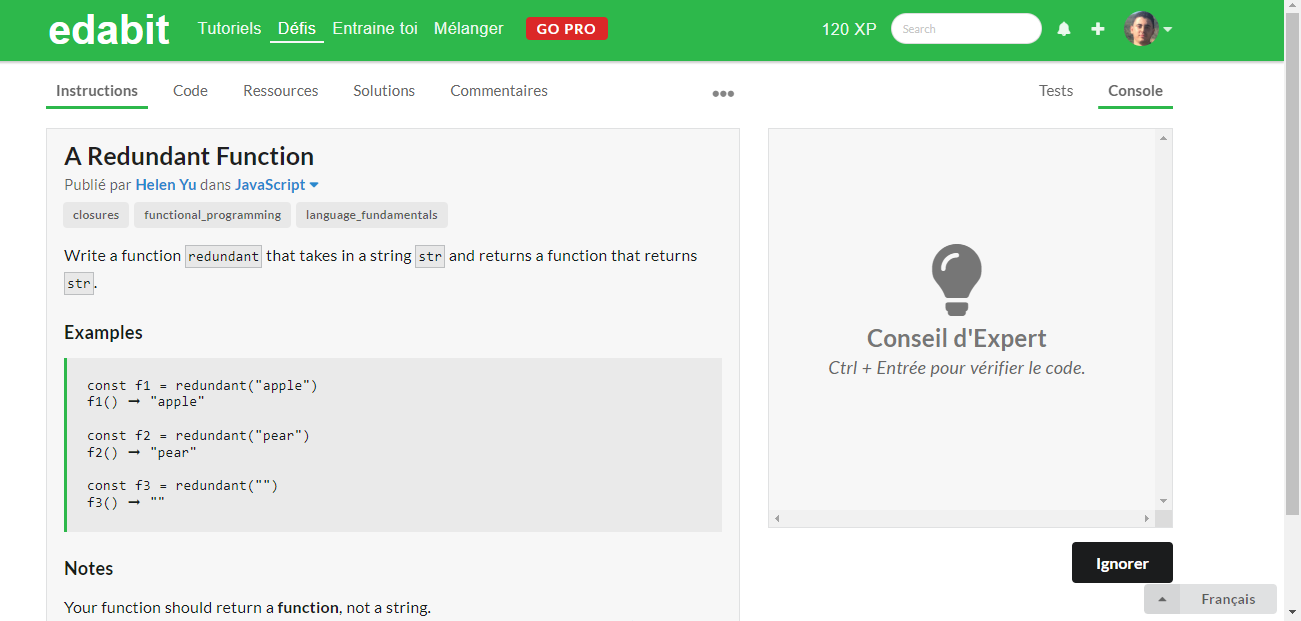 edabit Tutoriels Défis Entraine toi Mélanger GO PRO 120 XP Search
Instructions Code Ressources Solutions Commentaires Tests Console
A Redundant Function
Publié par Helen Yu dans JavaScript
closures functional_programming language_fundamentals
Write a function redundant that takes in a string str and returns a function that returns
str.
Examples
const f1 = redundant("apple")
f1() ➞ "apple"
const f2 = redundant("pear")
f2() ➞ "pear"
const f3 = redundant("")
f3() ➞ ""
Notes
Your function should return a function, not a string.
Conseil d'Expert
Ctrl + Entrée pour vérifier le code.
Ignorer
Français